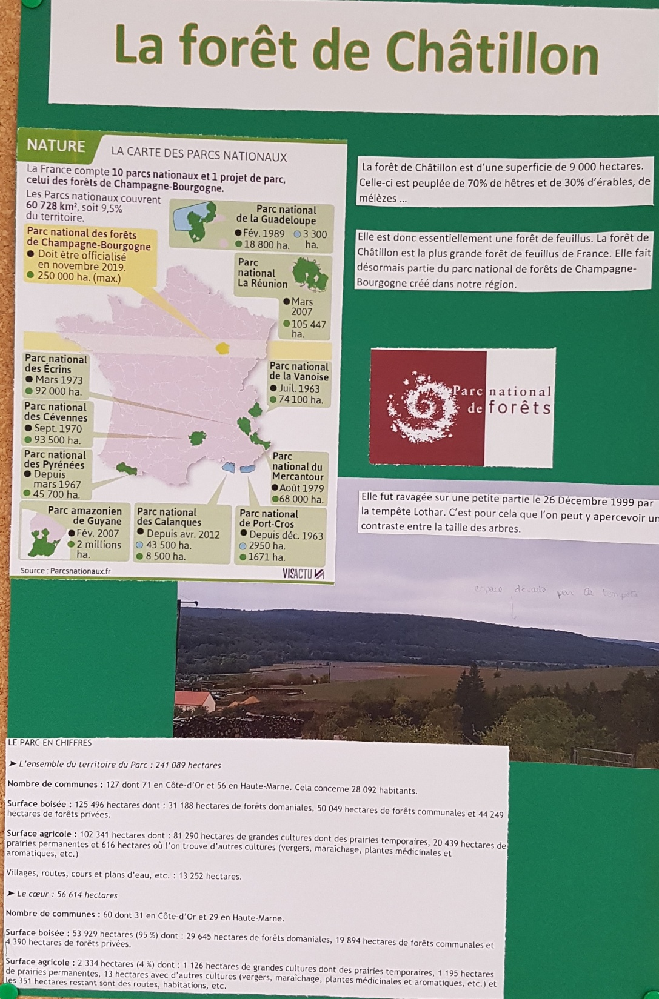 La forêt de Châtillon
NATURE
LA CARTE DES PARCS NATIONAUX
La France compte 10 parcs nationaux et 1 projet de parc,
celui des forêts de Champagne-Bourgogne.
Les Parcs nationaux couvrent
60 728 km², soit 9,5%
du territoire.
Parc national des forêts
de Champagne-Bourgogne
Doit être officialisé
en novembre 2019.
250 000 ha. (max.)
Parc national
de la Guadeloupe
Fév. 1989 3 300
18 800 ha. ha.
Parc
national
La Réunion
Mars
2007
105 447
ha.
Parc national
des Écrins
Mars 1973
92 000 ha.
Parc national
de la Vanoise
Juil. 1963
74 100 ha.
Parc national
des Cévennes
Sept. 1970
93 500 ha.
Parc national
des Pyrénées
Depuis
mars 1967
45 700 ha.
Parc
national du
Mercantour
Août 1979
68 000 ha.
Parc amazonien
de Guyane
Fév. 2007
2 millions
ha.
Parc national
des Calanques
Depuis avr. 2012
43 500 ha.
8 500 ha.
Parc national
de Port-Cros
Depuis déc. 1963
2950 ha.
1671 ha.
Source : Parcsnationaux.fr
VISACTU
La forêt de Châtillon est d'une superficie de 9 000 hectares.
Celle-ci est peuplée de 70% de hêtres et de 30% d'érables, de
mélèzes ...
Elle est donc essentiellement une forêt de feuillus. La forêt de
Châtillon est la plus grande forêt de feuillus de France. Elle fait
désormais partie du parc national de forêts de Champagne-
Bourgogne créé dans notre région.
Parc national
de forêts
Elle fut ravagée sur une petite partie le 26 Décembre 1999 par
la tempête Lothar. C'est pour cela que l'on peut y apercevoir un
contraste entre la taille des arbres.
espace dévasté par la tempête
LE PARC EN CHIFFRES
➤ L'ensemble du territoire du Parc : 241 089 hectares
Nombre de communes : 127 dont 71 en Côte-d'Or et 56 en Haute-Marne. Cela concerne 28 092 habitants.
Surface boisée : 125 496 hectares dont : 31 188 hectares de forêts domaniales, 50 049 hectares de forêts communales et 44 249
hectares de forêts privées.
Surface agricole : 102 341 hectares dont : 81 290 hectares de grandes cultures dont des prairies temporaires, 20 439 hectares de
prairies permanentes et 616 hectares où l'on trouve d'autres cultures (vergers, maraîchage, plantes médicinales et
aromatiques, etc.)
Villages, routes, cours et plans d'eau, etc. : 13 252 hectares.
➤ Le cœur : 56 614 hectares
Nombre de communes : 60 dont 31 en Côte-d'Or et 29 en Haute-Marne.
Surface boisée : 53 929 hectares (95 %) dont : 29 645 hectares de forêts domaniales, 19 894 hectares de forêts communales et
4 390 hectares de forêts privées.
Surface agricole : 2 334 hectares (4 %) dont : 1 126 hectares de grandes cultures dont des prairies temporaires, 1 195 hectares
de prairies permanentes, 13 hectares avec d'autres cultures (vergers, maraîchage, plantes médicinales et aromatiques, etc.) et
les 351 hectares restant sont des routes, habitations, etc.